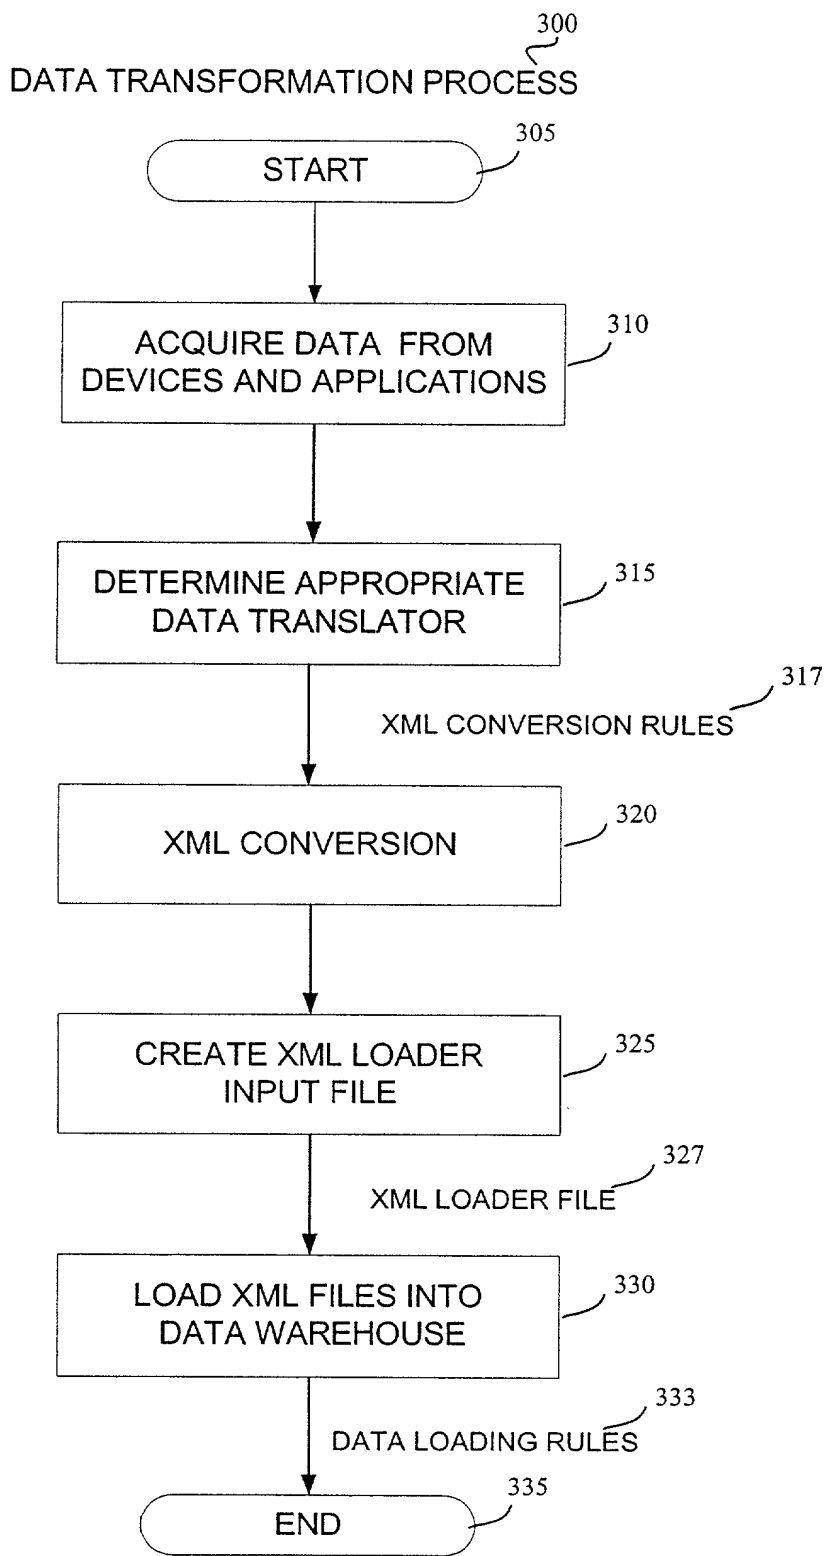 300
DATA TRANSFORMATION PROCESS
305
START
310
ACQUIRE DATA FROM
DEVICES AND APPLICATIONS
315
DETERMINE APPROPRIATE
DATA TRANSLATOR
317
XML CONVERSION RULES
320
XML CONVERSION
325
CREATE XML LOADER
INPUT FILE
327
XML LOADER FILE
330
LOAD XML FILES INTO
DATA WAREHOUSE
333
DATA LOADING RULES
335
END